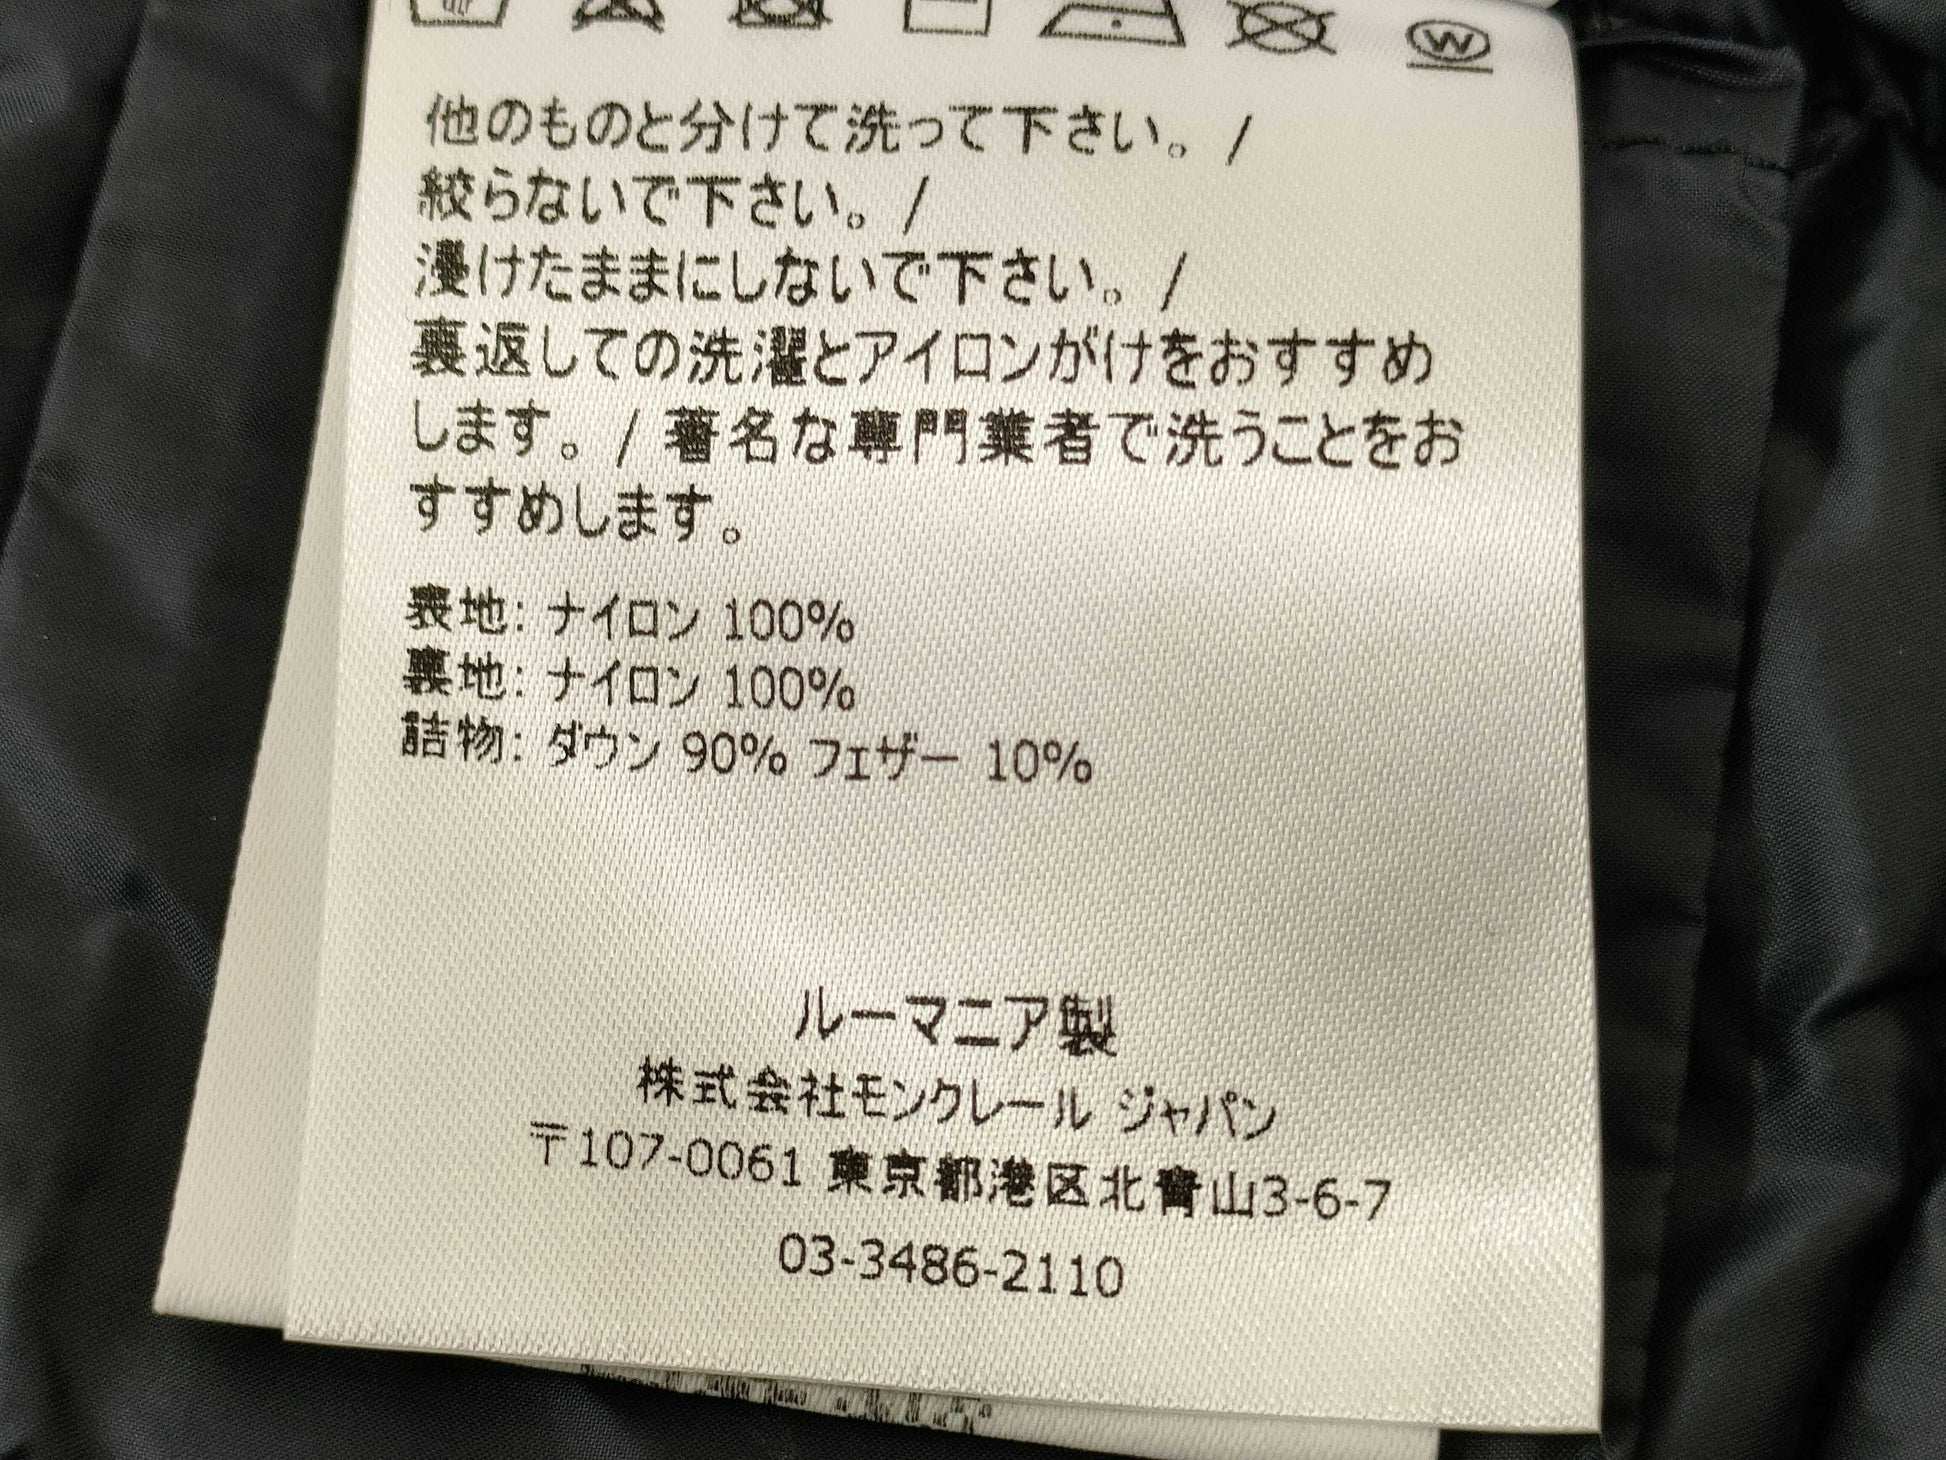 W
他のものと分けて洗って下さい。/
絞らないで下さい。/
浸けたままにしないで下さい。/
裏返しての洗濯とアイロンがけをおすすめ
します。/ 著名な専門業者で洗うことをお
すすめします。
表地: ナイロン 100%
裏地: ナイロン 100%
詰物: ダウン 90% フェザー 10%
ルーマニア製
株式会社モンクレール ジャパン
〒107-0061 東京都港区北青山3-6-7
03-3486-2110